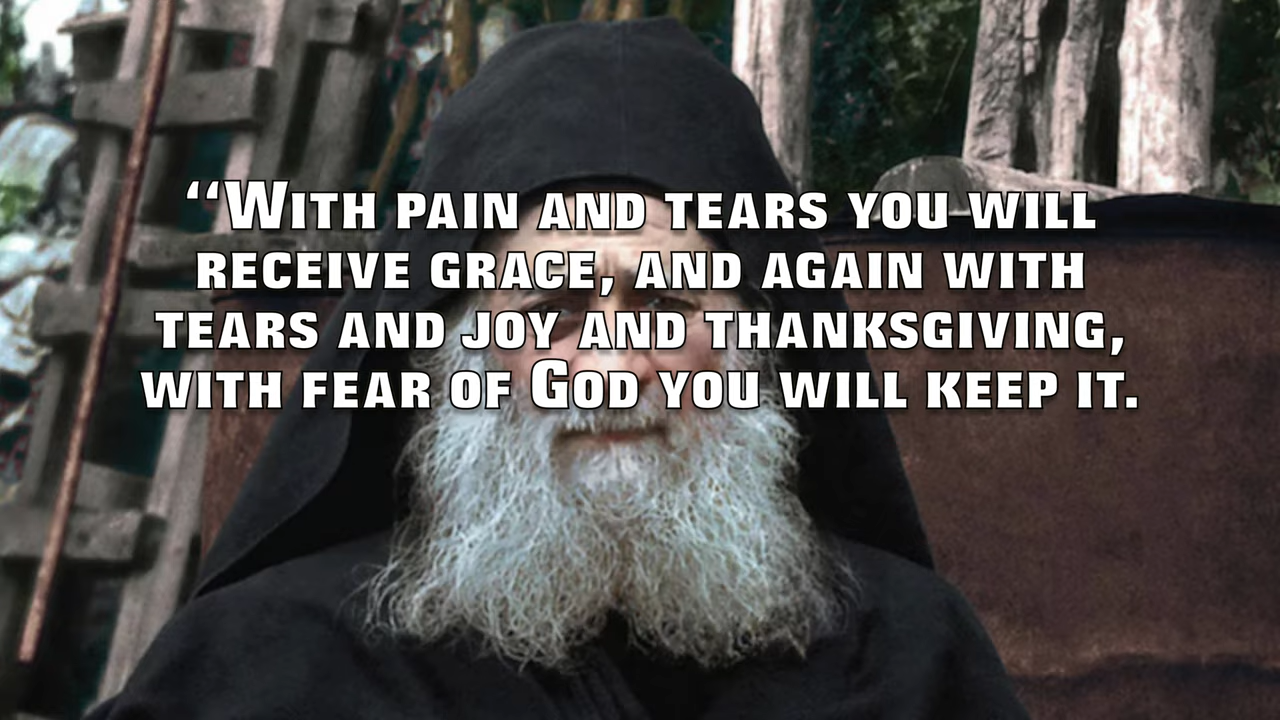 “With pain and tears you will
receive grace, and again with
tears and joy and thanksgiving,
with fear of God you will keep it.